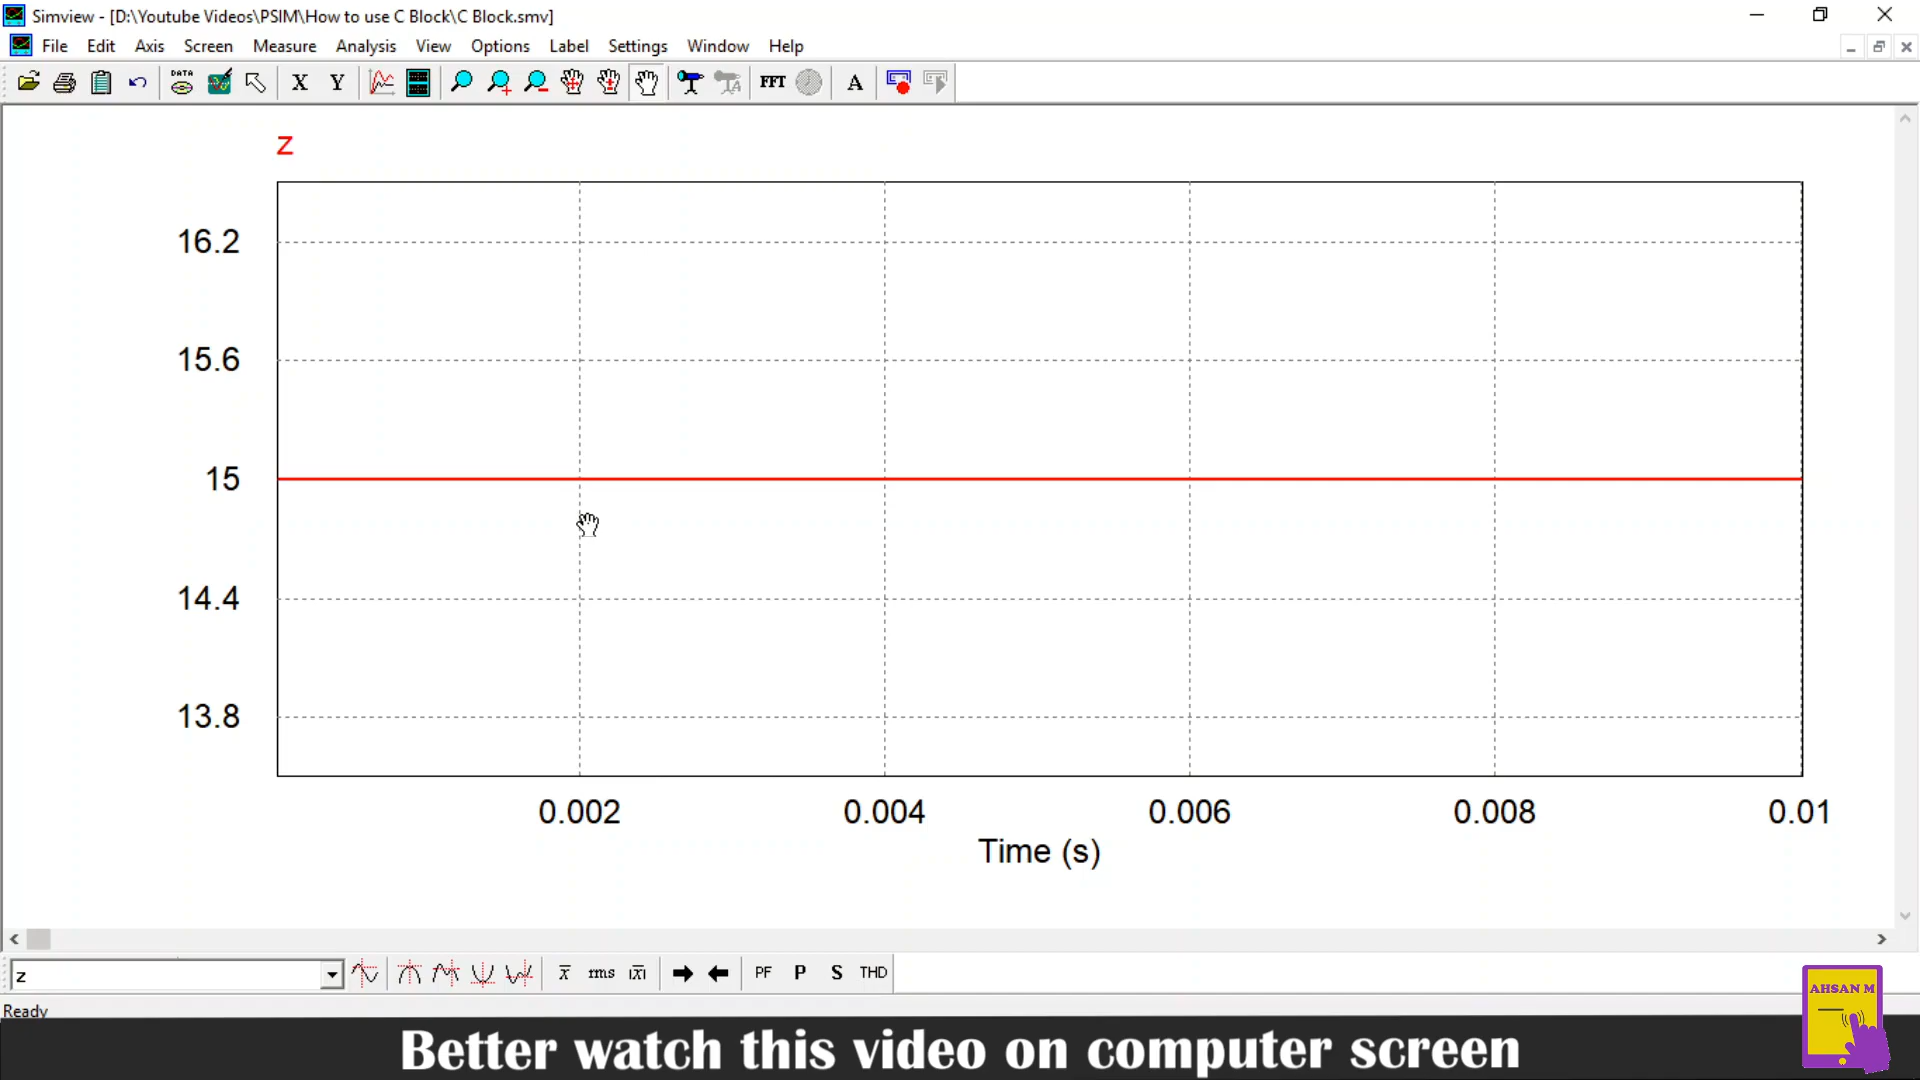 Simview - [D:\Youtube Videos\PSIM\How to use C Block\C Block.smv]
File Edit Axis Screen Measure Analysis View Options Label Settings Window Help
DATA X Y FFT A
z
16.2
15.6
15
14.4
13.8
0.002 0.004 0.006 0.008 0.01
Time (s)
z x rms |x| PF P S THD
Ready
AHSAN M
Better watch this video on computer screen